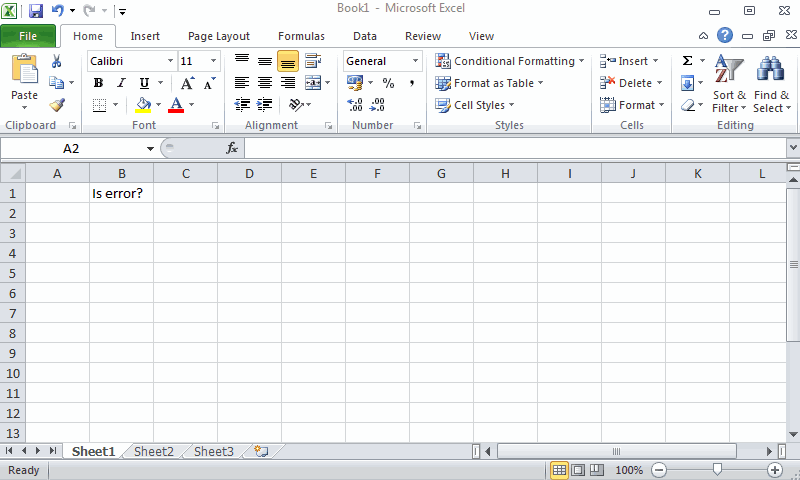 Book1 - Microsoft Excel
File Home Insert Page Layout Formulas Data Review View
Calibri 11 General Conditional Formatting Insert Σ
Paste B I U $ % , Format as Table Delete Sort & Filter Find & Select
A A .00 .00 Cell Styles Format
Clipboard Font Alignment Number Styles Cells Editing
A2 fx
A B C D E F G H I J K L
1 Is error?
2
3
4
5
6
7
8
9
10
11
12
13
Sheet1 Sheet2 Sheet3
Ready 100%